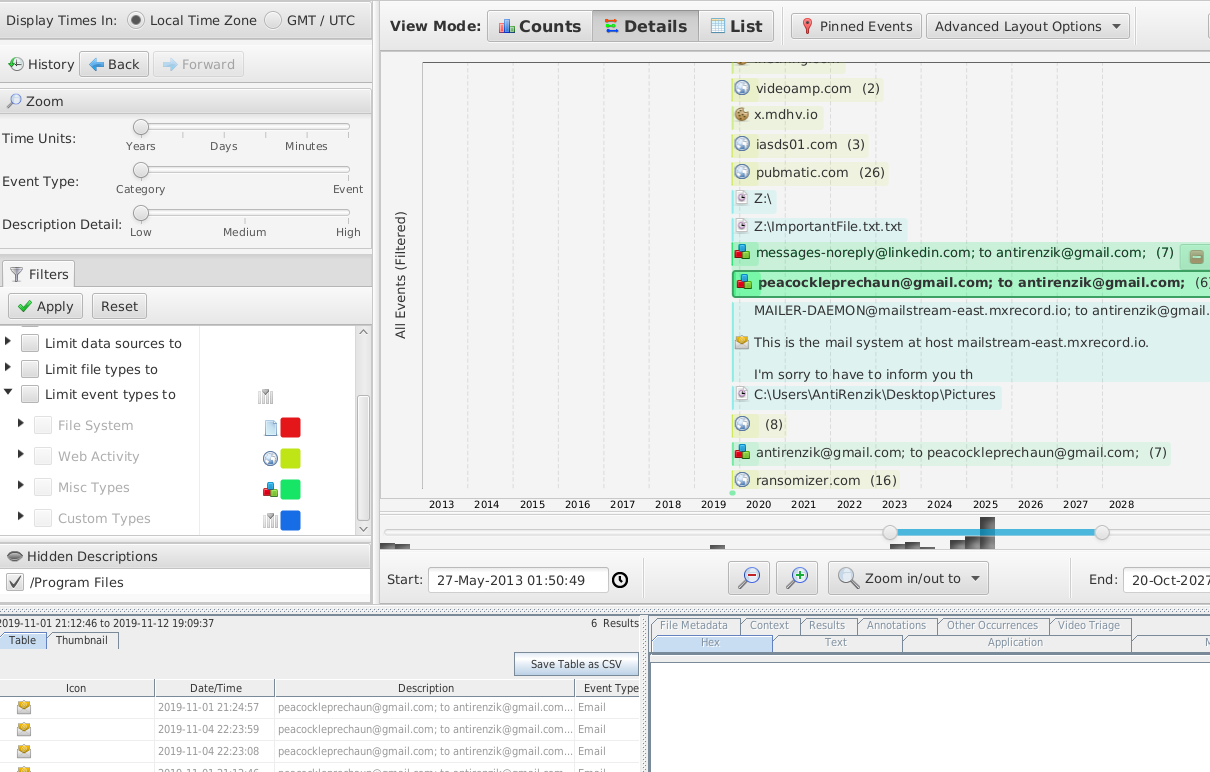 Display Times In: Local Time Zone GMT / UTC
History Back Forward
Zoom
Time Units:
Years Days Minutes
Event Type:
Category Event
Description Detail:
Low Medium High
Filters
Apply Reset
Limit data sources to
Limit file types to
Limit event types to
File System
Web Activity
Misc Types
Custom Types
Hidden Descriptions
/Program Files
View Mode: Counts Details List Pinned Events Advanced Layout Options
All Events (Filtered)
videoamp.com (2)
x.mdhv.io
iasds01.com (3)
pubmatic.com (26)
Z:\
Z:\ImportantFile.txt.txt
messages-noreply@linkedin.com; to antirenzik@gmail.com; (7)
peacockleprechaun@gmail.com; to antirenzik@gmail.com; (6
MAILER-DAEMON@mailstream-east.mxrecord.io; to antirenzik@gmail.
This is the mail system at host mailstream-east.mxrecord.io.
I'm sorry to have to inform you th
C:\Users\AntiRenzik\Desktop\Pictures
(8)
antirenzik@gmail.com; to peacockleprechaun@gmail.com; (7)
ransomizer.com (16)
2013 2014 2015 2016 2017 2018 2019 2020 2021 2022 2023 2024 2025 2026 2027 2028
Start: 27-May-2013 01:50:49 Zoom in/out to End: 20-Oct-2027
2019-11-01 21:12:46 to 2019-11-12 19:09:37 6 Results
Table Thumbnail
Save Table as CSV
Icon Date/Time Description Event Type
2019-11-01 21:24:57 peacockleprechaun@gmail.com; to antirenzik@gmail.com... Email
2019-11-04 22:23:59 peacockleprechaun@gmail.com; to antirenzik@gmail.com... Email
2019-11-04 22:23:08 peacockleprechaun@gmail.com; to antirenzik@gmail.com... Email
File Metadata Context Results Annotations Other Occurrences Video Triage
Hex Text Application